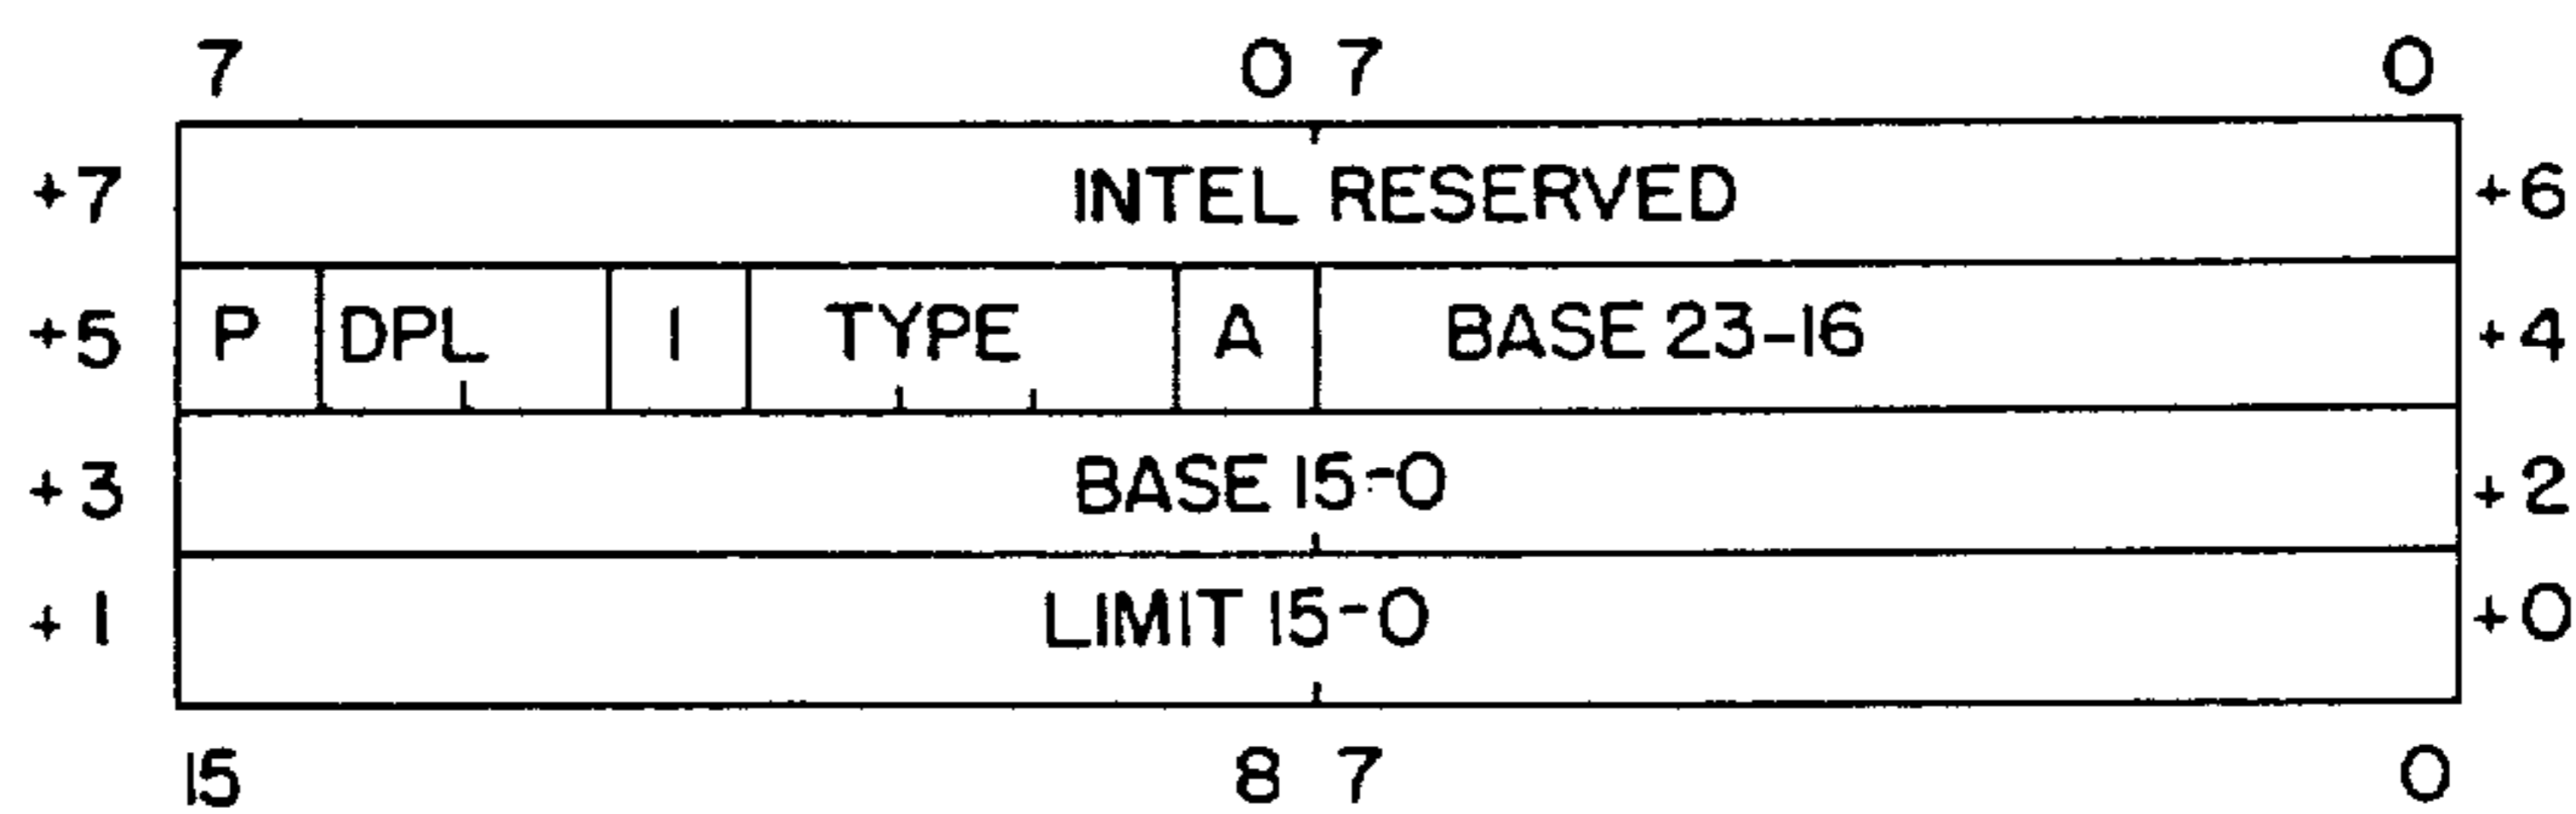 7 0 7 0
+7 INTEL RESERVED +6
+5 P DPL 1 TYPE A BASE 23-16 +4
+3 BASE 15-0 +2
+1 LIMIT 15-0 +0
15 8 7 0